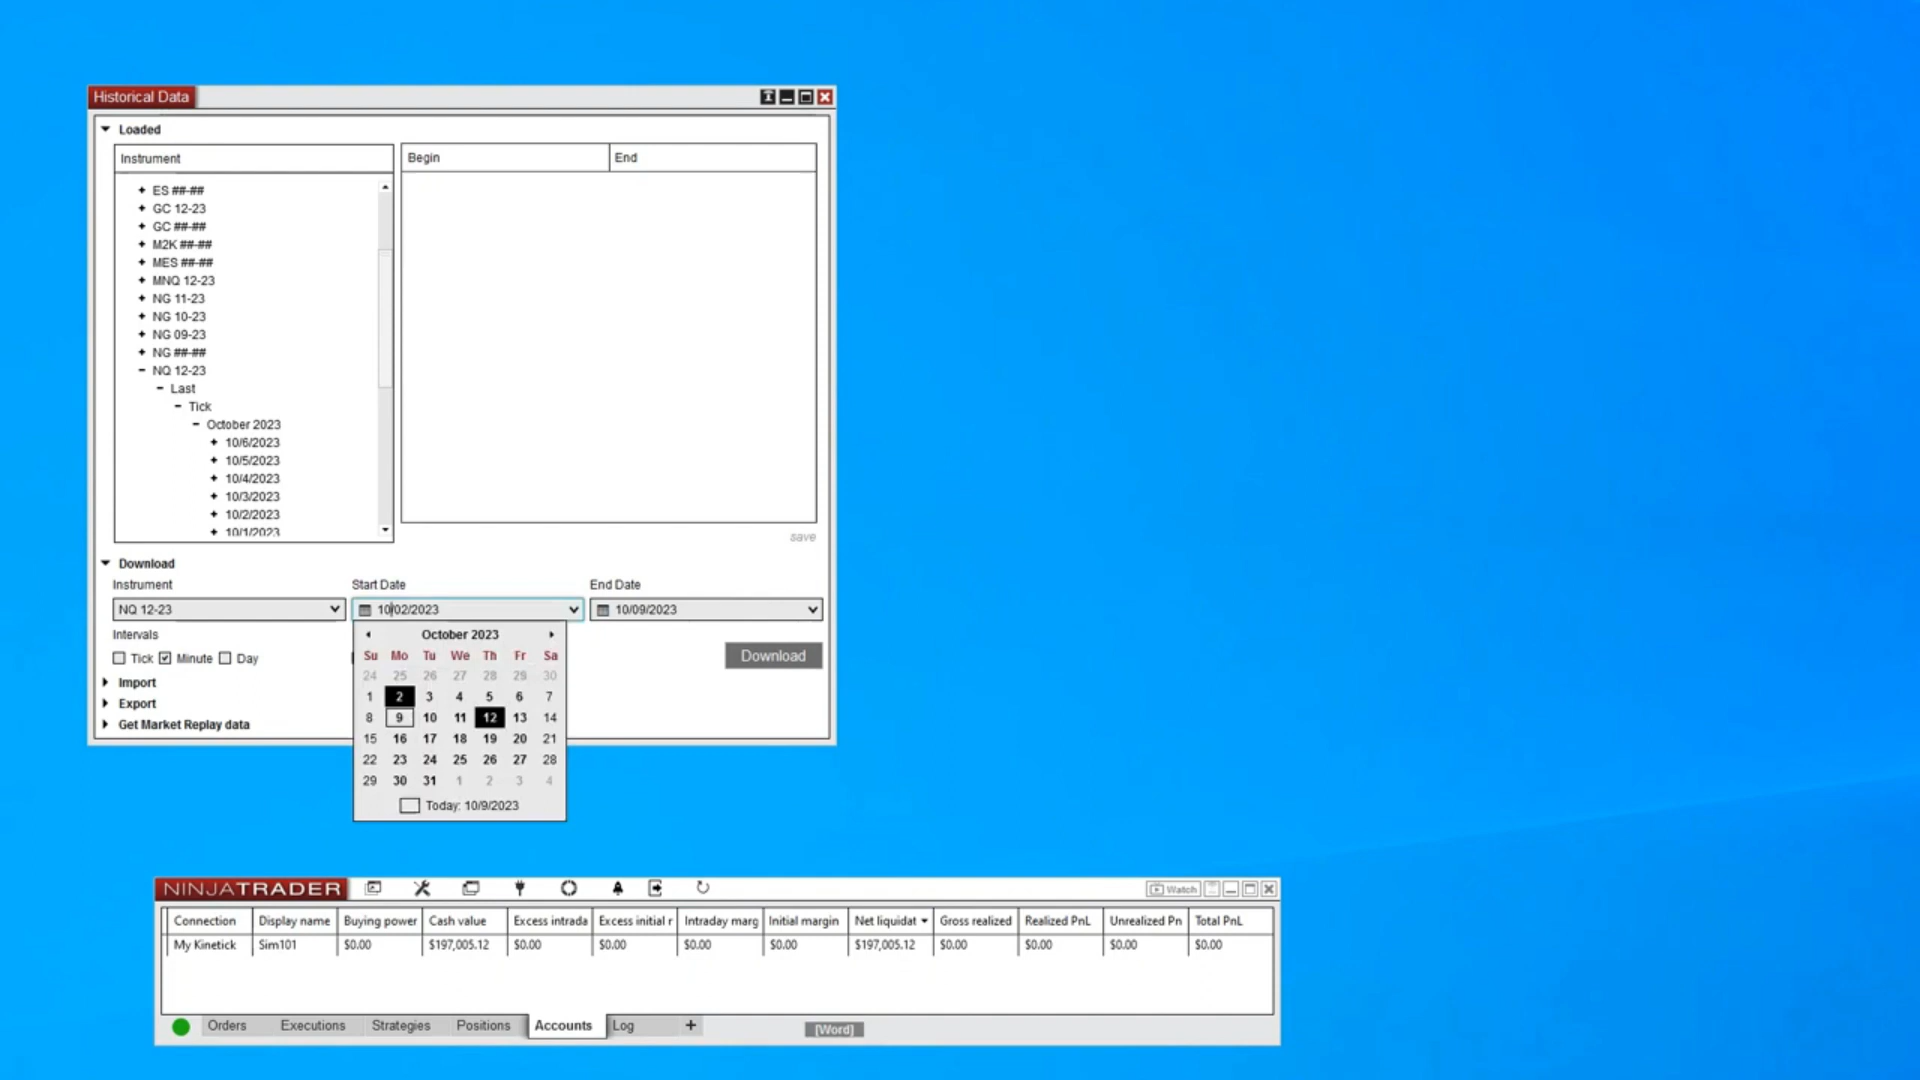 Historical Data
Loaded
Instrument
Begin
End
ES ##-##
GC 12-23
GC ##-##
M2K ##-##
MES ##-##
MNQ 12-23
NG 11-23
NG 10-23
NG 09-23
NG ##-##
NQ 12-23
Last
Tick
October 2023
10/6/2023
10/5/2023
10/4/2023
10/3/2023
10/2/2023
10/1/2023
save
Download
Instrument
Start Date
End Date
NQ 12-23
10/02/2023
10/09/2023
Intervals
Tick Minute Day
October 2023
Su Mo Tu We Th Fr Sa
24 25 26 27 28 29 30
1 2 3 4 5 6 7
8 9 10 11 12 13 14
15 16 17 18 19 20 21
22 23 24 25 26 27 28
29 30 31 1 2 3 4
Today: 10/9/2023
Download
Import
Export
Get Market Replay data
NINJATRADER
Watch
Connection Display name Buying power Cash value Excess intrada Excess initial r Intraday marg Initial margin Net liquidat Gross realized Realized PnL Unrealized Pn Total PnL
My Kinetick Sim101 $0.00 $197,005.12 $0.00 $0.00 $0.00 $0.00 $197,005.12 $0.00 $0.00 $0.00 $0.00
Orders Executions Strategies Positions Accounts Log +
[Word]